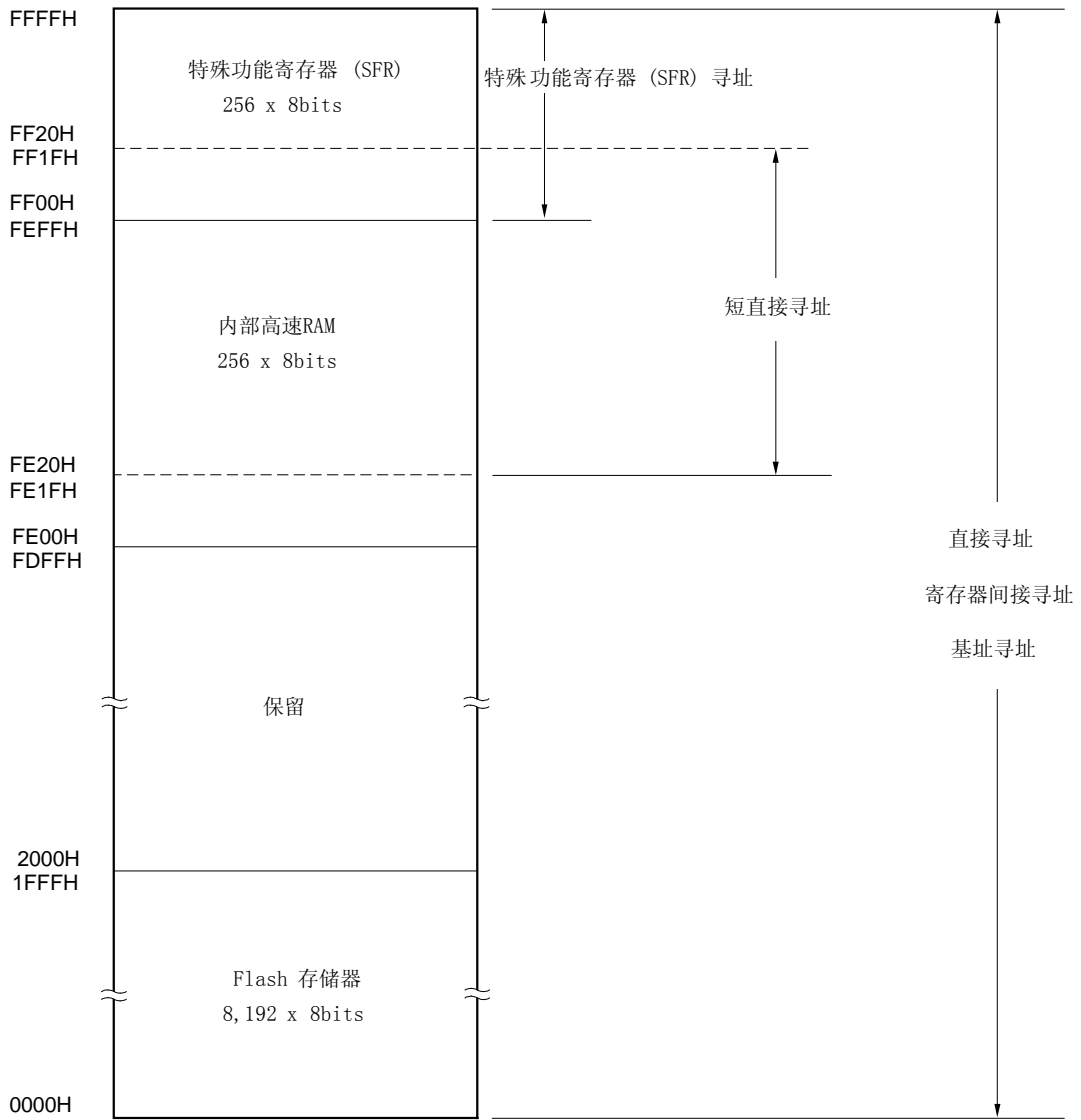 FFFFH
特殊功能寄存器 (SFR)
256 x 8bits
特殊功能寄存器 (SFR) 寻址
FF20H
FF1FH
FF00H
FEFFH
内部高速RAM
256 x 8bits
短直接寻址
FE20H
FE1FH
FE00H
FDFFH
直接寻址
寄存器间接寻址
基址寻址
保留
2000H
1FFFH
Flash 存储器
8,192 x 8bits
0000H